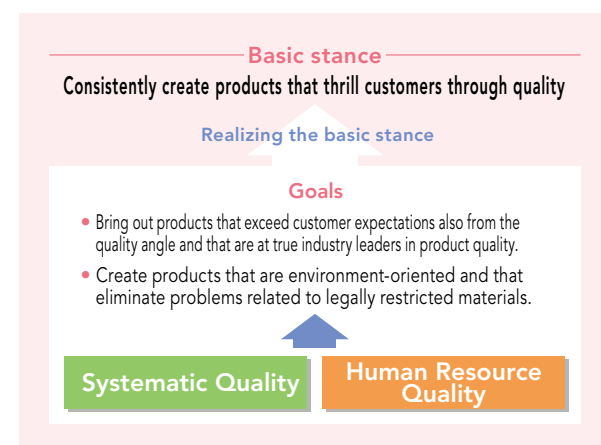 Basic stance
Consistently create products that thrill customers through quality
Realizing the basic stance
Goals
• Bring out products that exceed customer expectations also from the
quality angle and that are at true industry leaders in product quality.
• Create products that are environment-oriented and that
eliminate problems related to legally restricted materials.
Systematic Quality
Human Resource
Quality